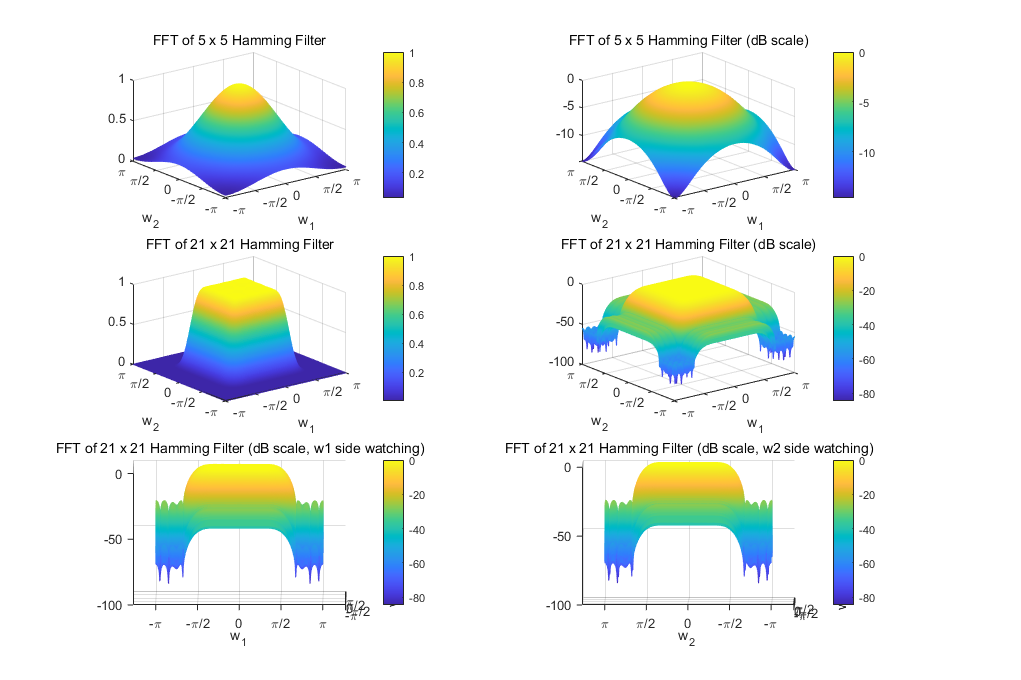 FFT of 5 x 5 Hamming Filter
1
0.5
0
π
π/2
0
-π/2
-π
w2
-π
-π/2
0
π/2
π
w1
1
0.8
0.6
0.4
0.2
FFT of 5 x 5 Hamming Filter (dB scale)
0
-5
-10
π
π/2
0
-π/2
-π
w2
-π
-π/2
0
π/2
π
w1
0
-5
-10
FFT of 21 x 21 Hamming Filter
1
0.5
0
π
π/2
0
-π/2
-π
w2
-π
-π/2
0
π/2
π
w1
1
0.8
0.6
0.4
0.2
FFT of 21 x 21 Hamming Filter (dB scale)
0
-50
-100
π
π/2
0
-π/2
-π
w2
-π
-π/2
0
π/2
π
w1
0
-20
-40
-60
-80
FFT of 21 x 21 Hamming Filter (dB scale, w1 side watching)
0
-50
-100
-π
-π/2
0
π/2
π
w1
0
-20
-40
-60
-80
FFT of 21 x 21 Hamming Filter (dB scale, w2 side watching)
0
-50
-100
π
π/2
0
-π/2
-π
w2
0
-20
-40
-60
-80